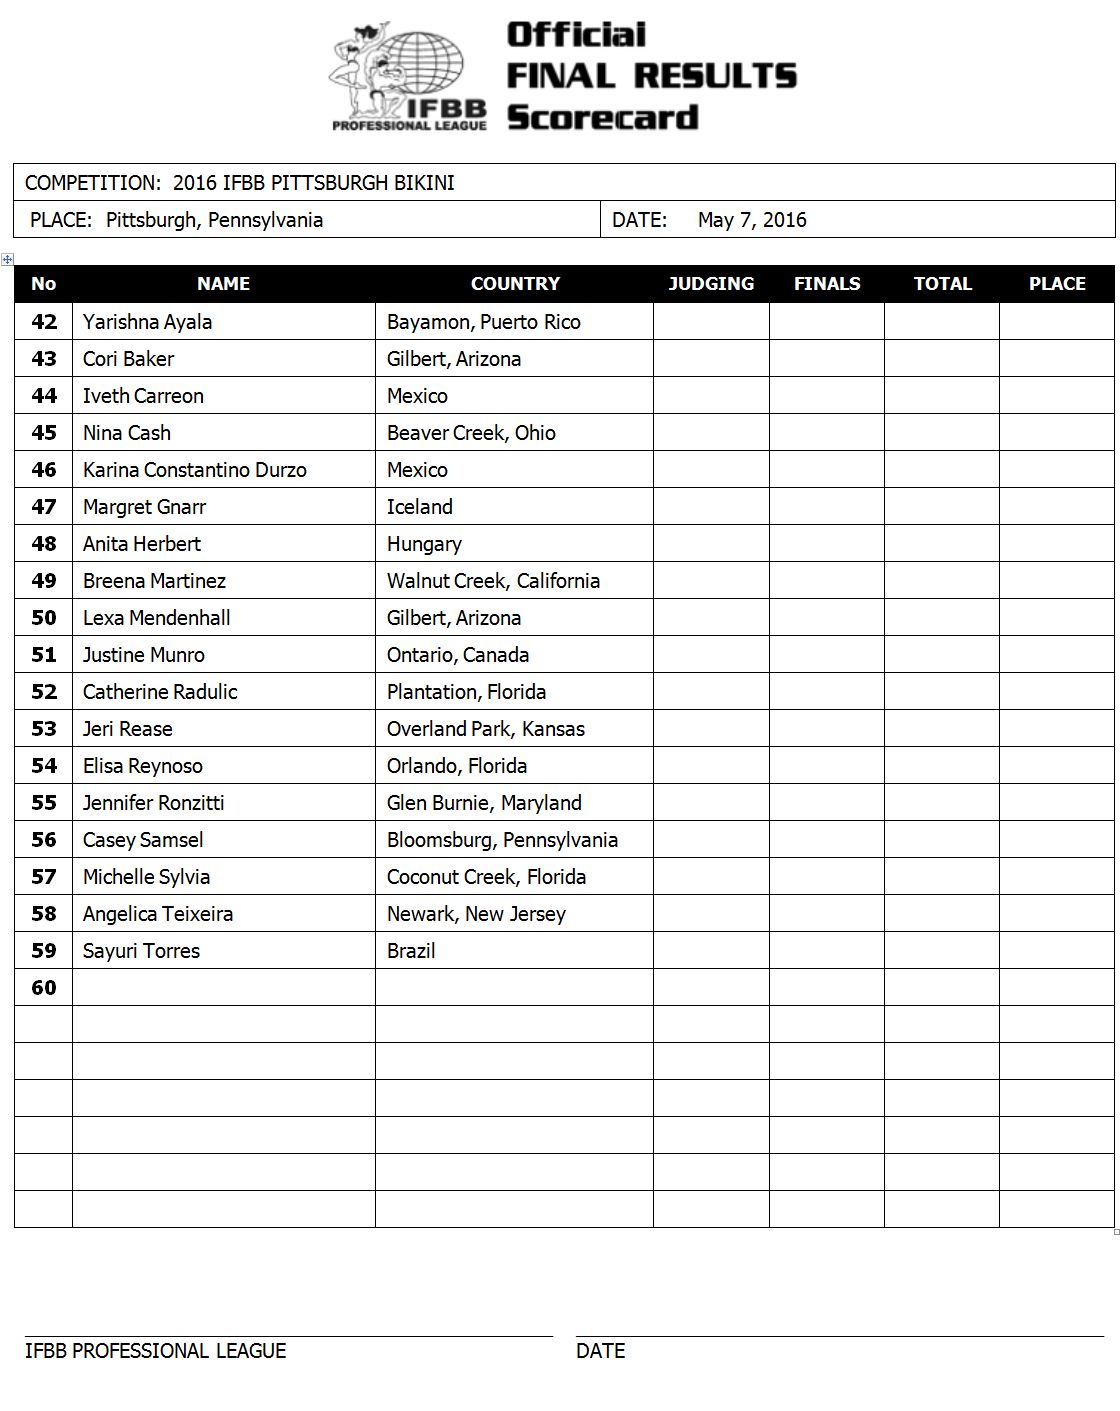 IFBB
PROFESSIONAL LEAGUE
Official
FINAL RESULTS
Scorecard
COMPETITION: 2016 IFBB PITTSBURGH BIKINI
PLACE: Pittsburgh, Pennsylvania DATE: May 7, 2016
No NAME COUNTRY JUDGING FINALS TOTAL PLACE
42 Yarishna Ayala Bayamon, Puerto Rico
43 Cori Baker Gilbert, Arizona
44 Iveth Carreon Mexico
45 Nina Cash Beaver Creek, Ohio
46 Karina Constantino Durzo Mexico
47 Margret Gnarr Iceland
48 Anita Herbert Hungary
49 Breena Martinez Walnut Creek, California
50 Lexa Mendenhall Gilbert, Arizona
51 Justine Munro Ontario, Canada
52 Catherine Radulic Plantation, Florida
53 Jeri Rease Overland Park, Kansas
54 Elisa Reynoso Orlando, Florida
55 Jennifer Ronzitti Glen Burnie, Maryland
56 Casey Samsel Bloomsburg, Pennsylvania
57 Michelle Sylvia Coconut Creek, Florida
58 Angelica Teixeira Newark, New Jersey
59 Sayuri Torres Brazil
60
IFBB PROFESSIONAL LEAGUE DATE